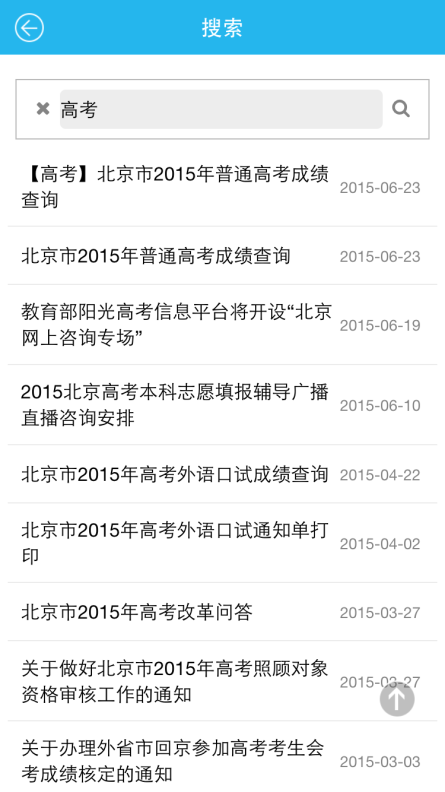 搜索
高考
【高考】北京市2015年普通高考成绩
查询
2015-06-23
北京市2015年普通高考成绩查询
2015-06-23
教育部阳光高考信息平台将开设“北京
网上咨询专场”
2015-06-19
2015北京高考本科志愿填报辅导广播
直播咨询安排
2015-06-10
北京市2015年高考外语口试成绩查询
2015-04-22
北京市2015年高考外语口试通知单打
印
2015-04-02
北京市2015年高考改革问答
2015-03-27
关于做好北京市2015年高考照顾对象
资格审核工作的通知
2015-03-27
关于办理外省市回京参加高考考生会
考成绩核定的通知
2015-03-03